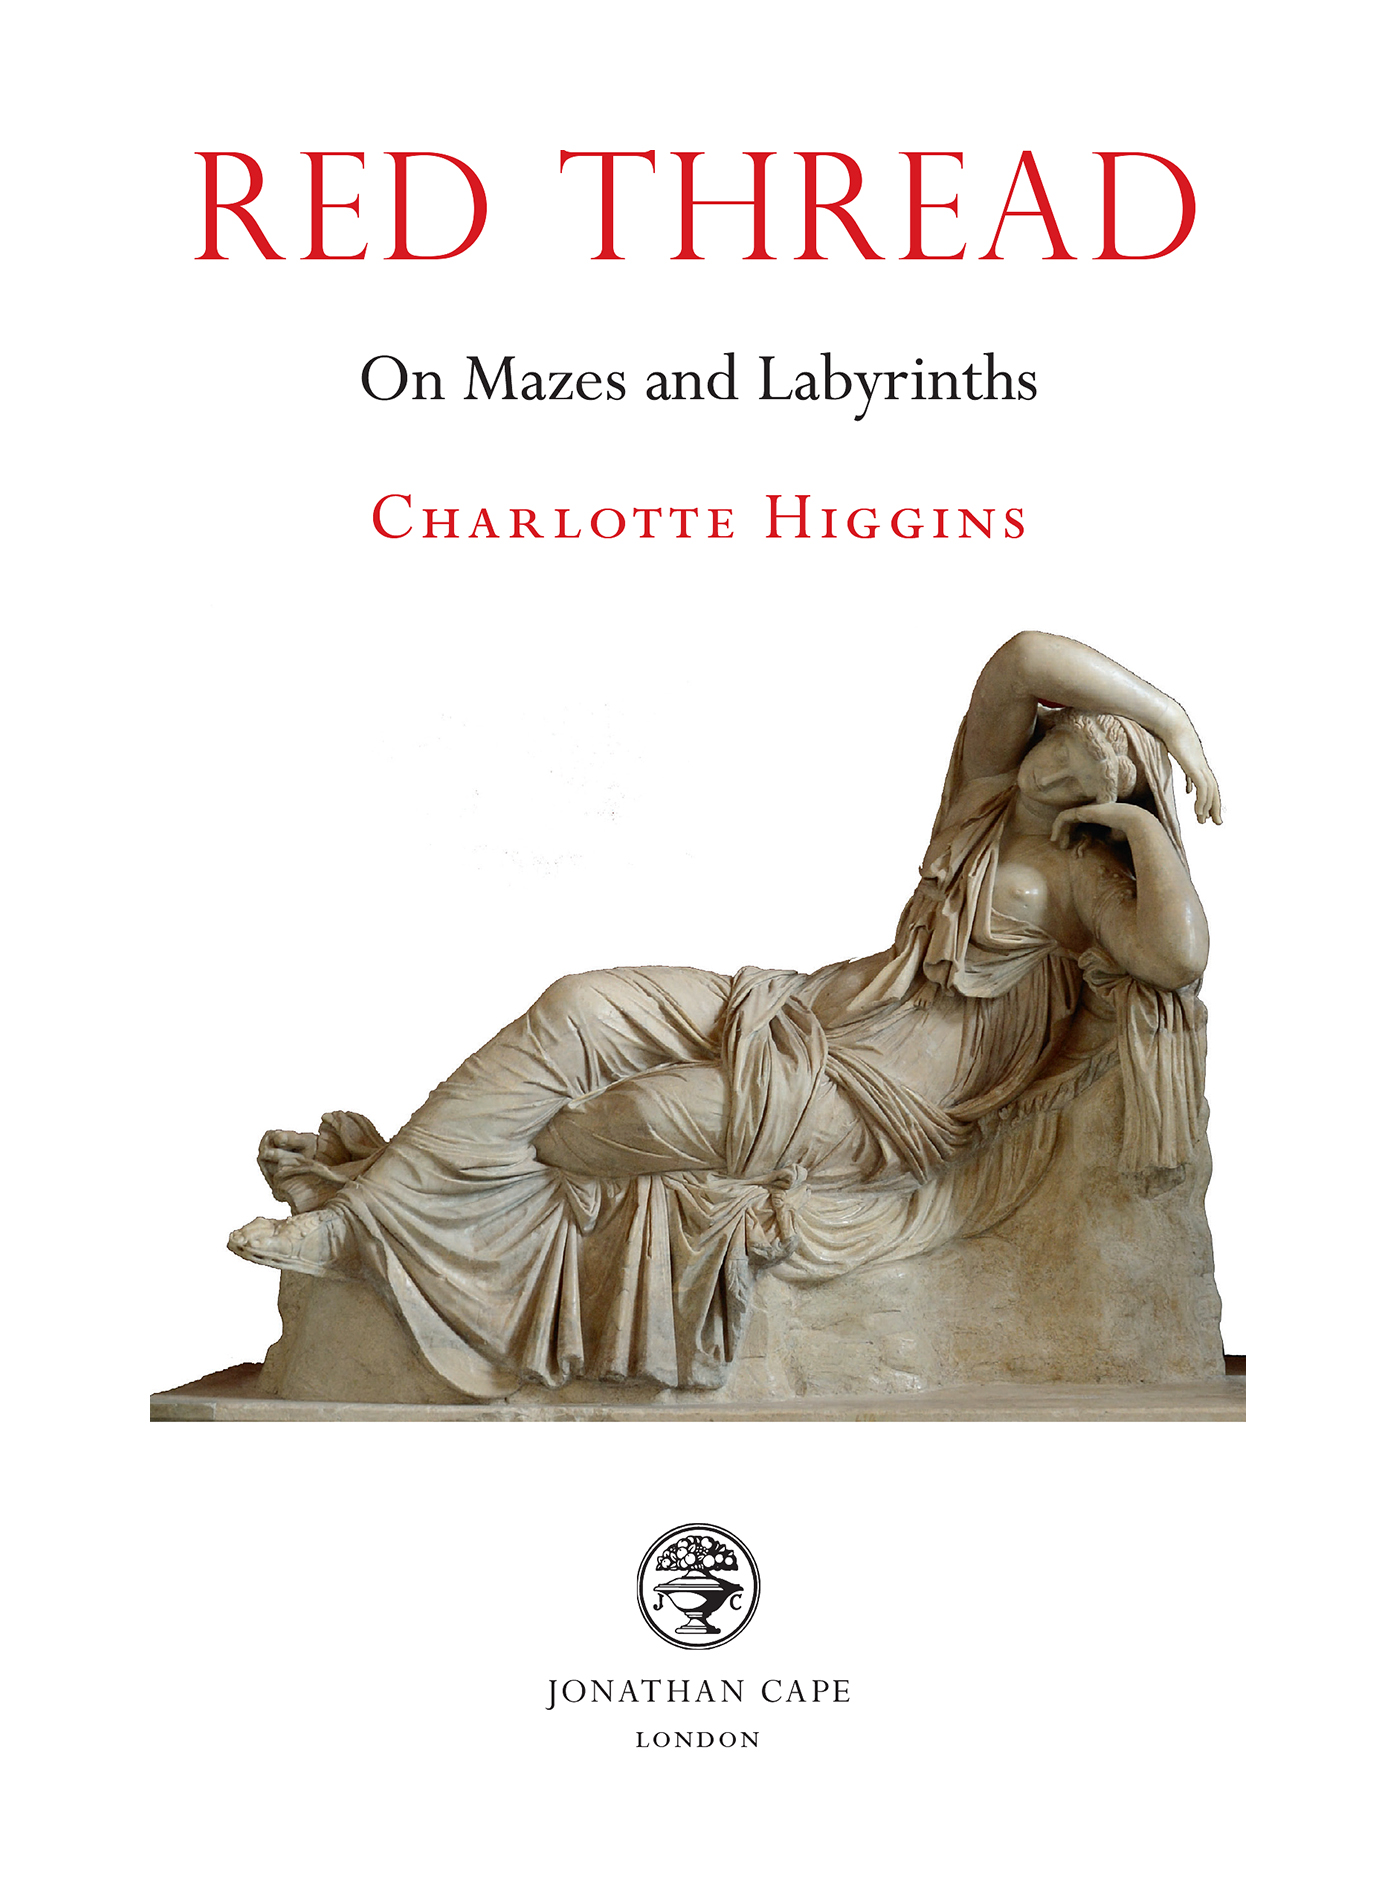 RED THREAD
On Mazes and Labyrinths
CHARLOTTE HIGGINS
J C
JONATHAN CAPE
LONDON